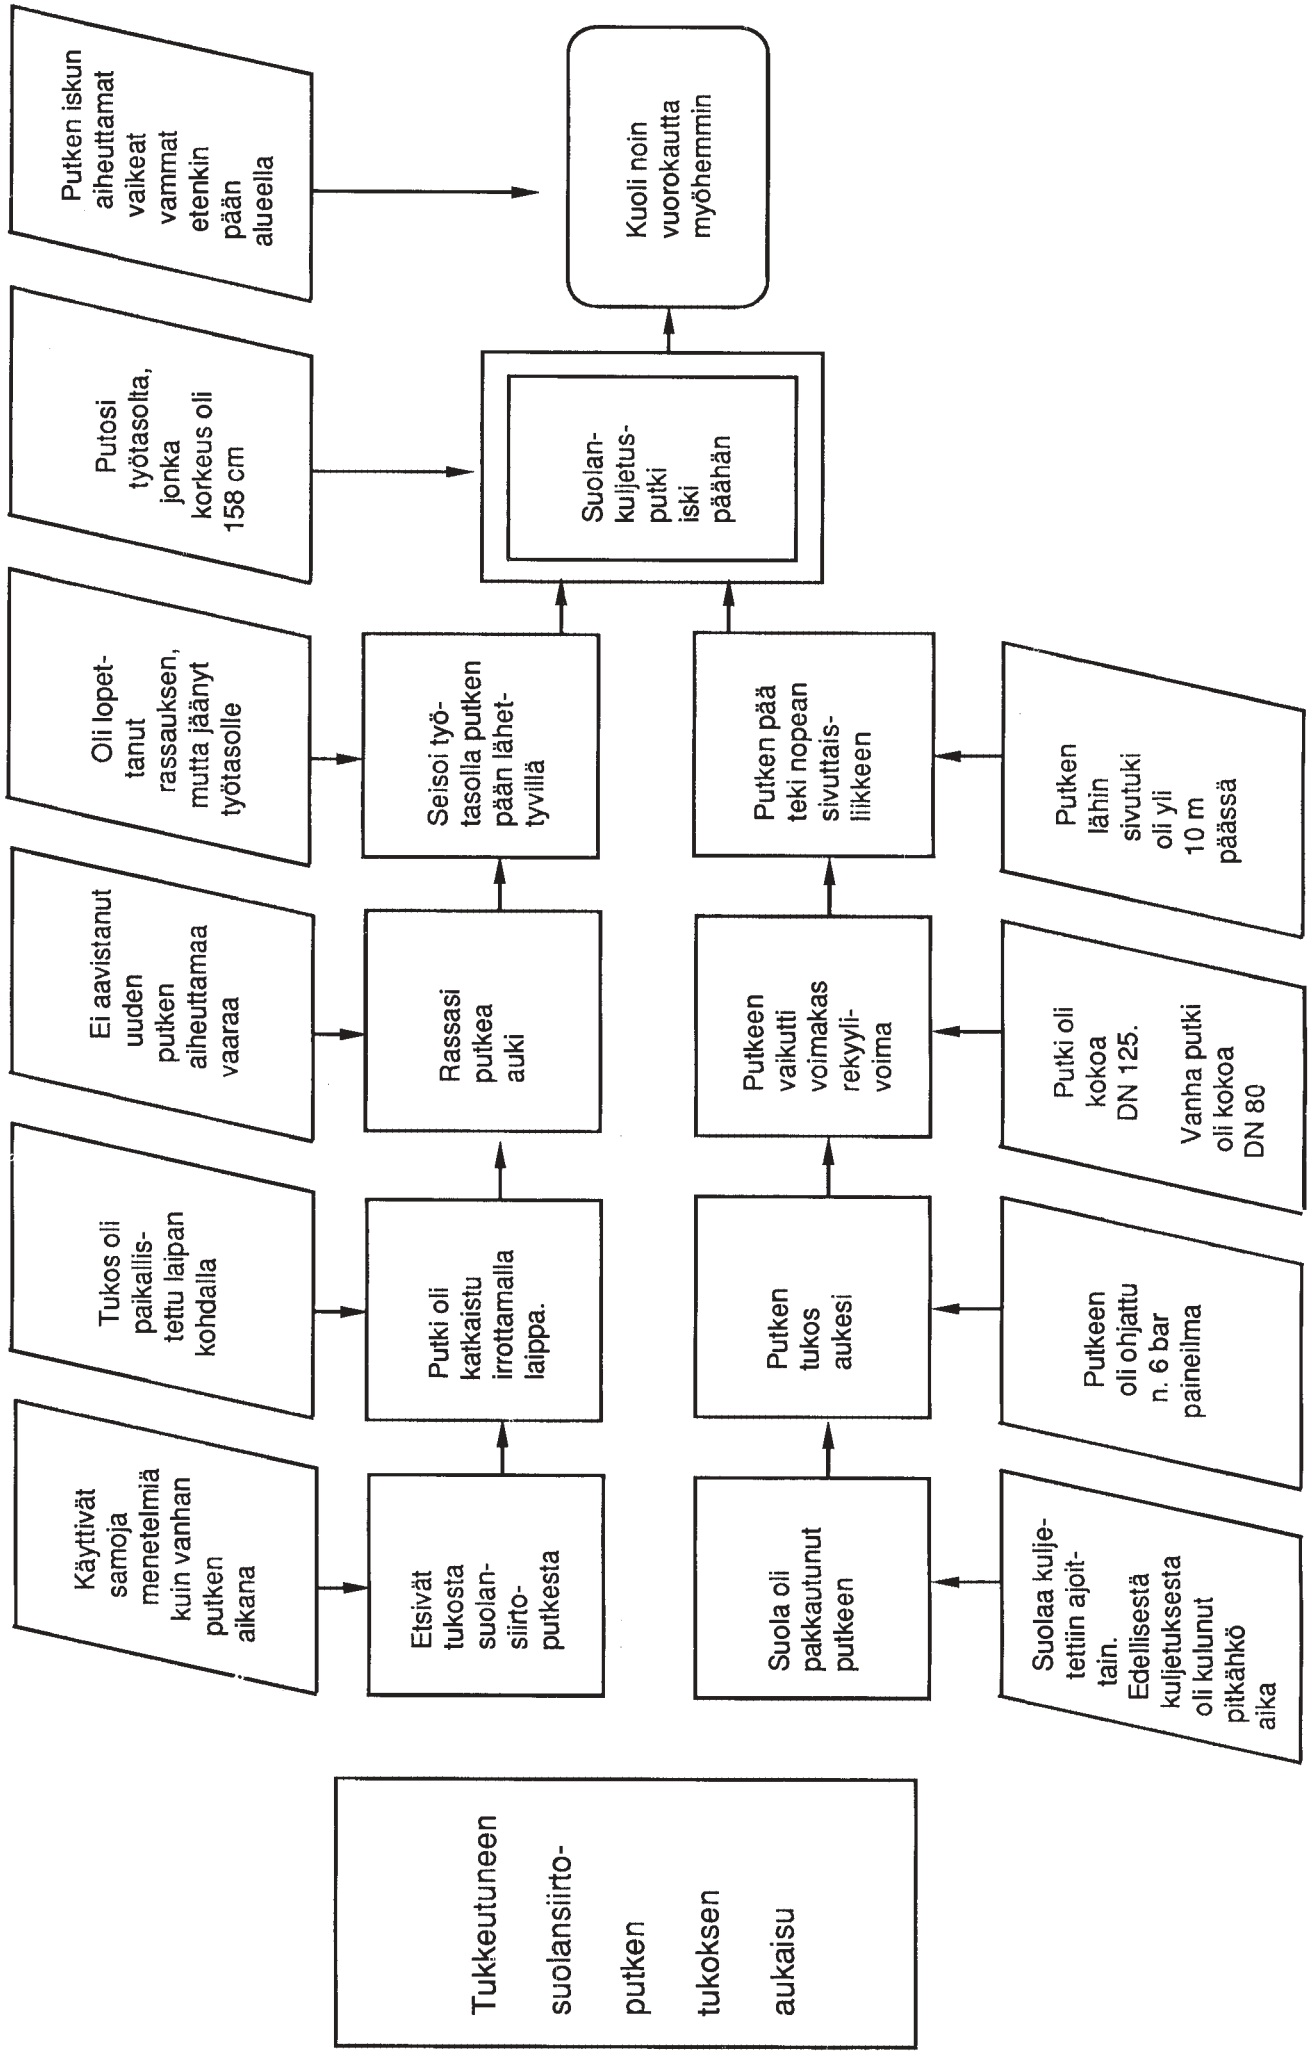 Tukkeutuneen
suolansiirto-
putken
tukoksen
aukaisu
Käyttivät
samoja
menetelmiä
kuin vanhan
putken
aikana
Tukos oli
paikallis-
tettu laipan
kohdalla
Ei aavistanut
uuden
putken
aiheuttamaa
vaaraa
Oli lopet-
tanut
rassauksen,
mutta jäänyt
työtasolle
Putosi
työtasolta,
jonka
korkeus oli
158 cm
Putken iskun
aiheuttamat
vaikeat
vammat
etenkin
pään
alueella
Etsivät
tukosta
suolan-
siirto-
putkesta
Putki oli
katkaistu
irrottamalla
laippa.
Rassasi
putkea
auki
Seisoi työ-
tasolla putken
pään lähet-
tyvillä
Suolan-
kuljetus-
putki
iski
päähän
Kuoli noin
vuorokautta
myöhemmin
Suola oli
pakkautunut
putkeen
Putken
tukos
aukesi
Putkeen
vaikutti
voimakas
rekyyli-
voima
Putken pää
teki nopean
sivuttais-
liikkeen
Suolaa kulje-
tettiin ajoit-
tain.
Edellisestä
kuljetuksesta
oli kulunut
pitkähkö
aika
Putkeen
oli ohjattu
n. 6 bar
paineilma
Putki oli
kokoa
DN 125.
Vanha putki
oli kokoa
DN 80
Putken
lähin
sivutuki
oli yli
10 m
päässä